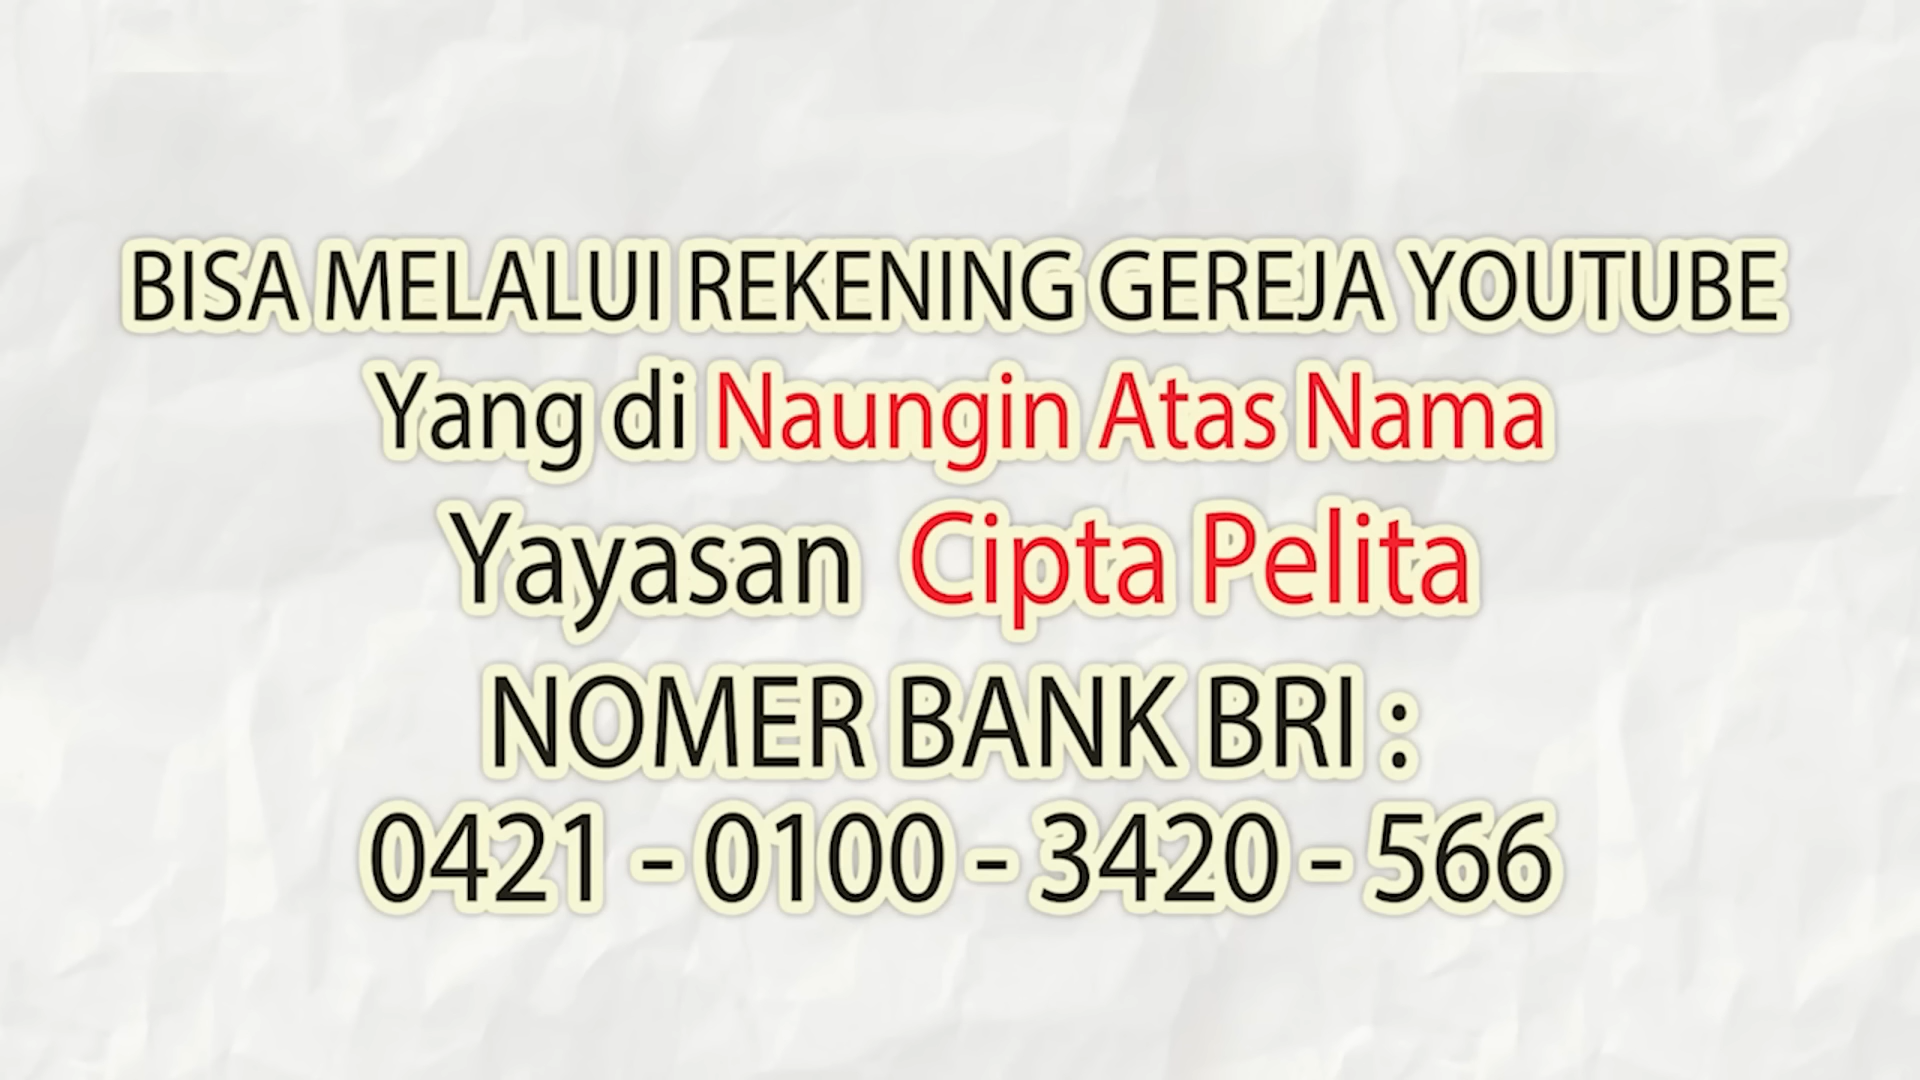 BISA MELALUI REKENING GEREJA YOUTUBE
Yang di Naungin Atas Nama
Yayasan Cipta Pelita
NOMER BANK BRI :
0421 - 0100 - 3420 - 566